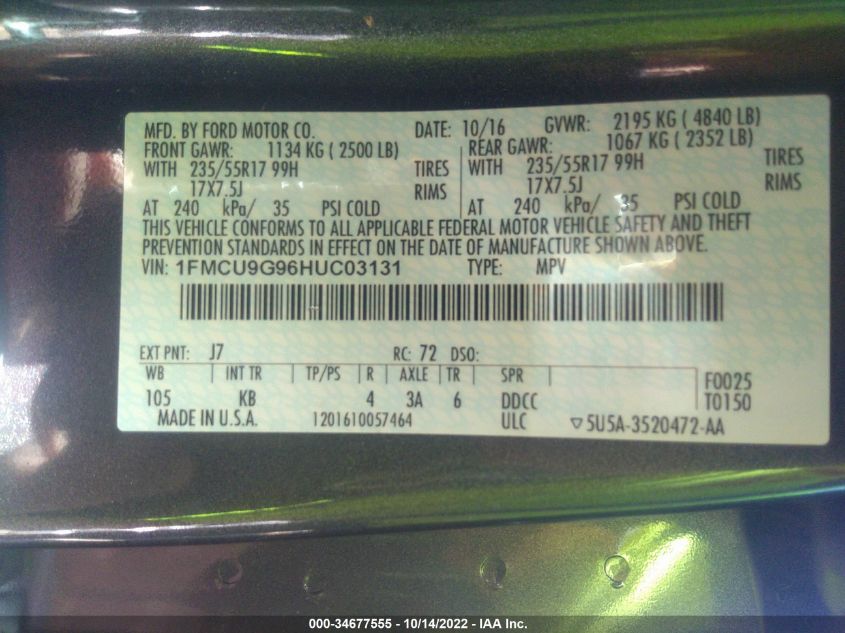 MFD. BY FORD MOTOR CO. DATE: 10/16 GVWR: 2195 KG ( 4840 LB)
FRONT GAWR: 1134 KG ( 2500 LB) REAR GAWR: 1067 KG ( 2352 LB)
WITH 235/55R17 99H TIRES WITH 235/55R17 99H TIRES
17X7.5J RIMS 17X7.5J RIMS
AT 240 kPa/ 35 PSI COLD AT 240 kPa/ 35 PSI COLD
THIS VEHICLE CONFORMS TO ALL APPLICABLE FEDERAL MOTOR VEHICLE SAFETY AND THEFT
PREVENTION STANDARDS IN EFFECT ON THE DATE OF MANUFACTURE SHOWN ABOVE.
VIN: 1FMCU9G96HUC03131 TYPE: MPV
EXT PNT: J7 RC: 72 DSO:
WB INT TR TP/PS R AXLE TR SPR F0025
105 KB 4 3A 6 DDCC T0150
MADE IN U.S.A. 1201610057464 ULC ▽5U5A-3520472-AA
000-34677555 - 10/14/2022 - IAA Inc.